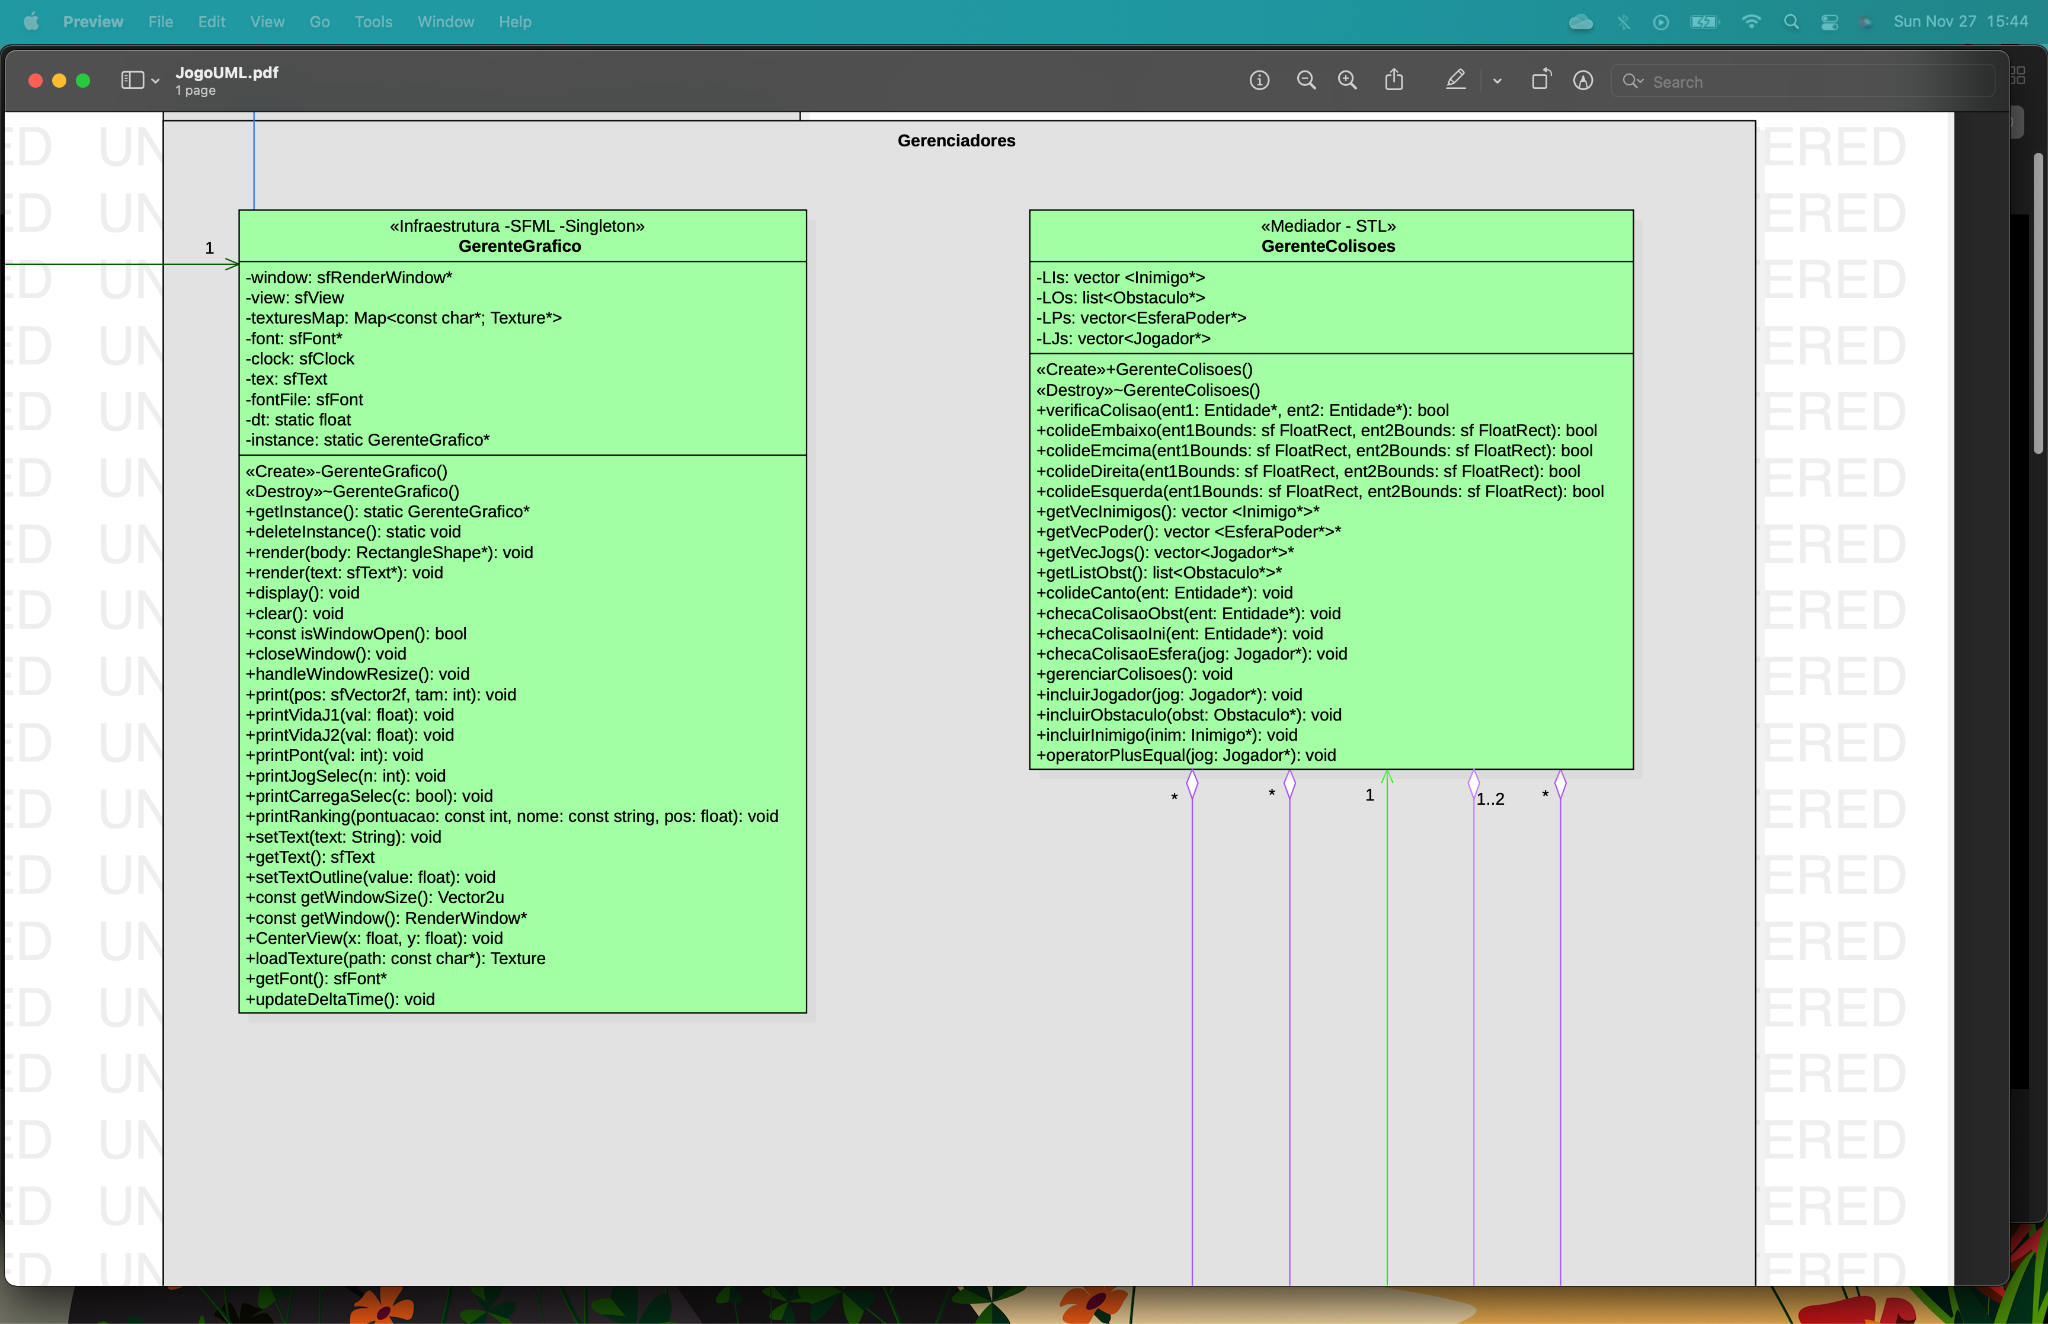 Preview File Edit View Go Tools Window Help
Sun Nov 27 15:44
JogoUML.pdf
1 page
Search
Gerenciadores
«Infraestrutura -SFML -Singleton»
GerenteGrafico
1
-window: sfRenderWindow*
-view: sfView
-texturesMap: Map<const char*; Texture*>
-font: sfFont*
-clock: sfClock
-tex: sfText
-fontFile: sfFont
-dt: static float
-instance: static GerenteGrafico*
«Create»-GerenteGrafico()
«Destroy»~GerenteGrafico()
+getInstance(): static GerenteGrafico*
+deleteInstance(): static void
+render(body: RectangleShape*): void
+render(text: sfText*): void
+display(): void
+clear(): void
+const isWindowOpen(): bool
+closeWindow(): void
+handleWindowResize(): void
+print(pos: sfVector2f, tam: int): void
+printVidaJ1(val: float): void
+printVidaJ2(val: float): void
+printPont(val: int): void
+printJogSelec(n: int): void
+printCarregaSelec(c: bool): void
+printRanking(pontuacao: const int, nome: const string, pos: float): void
+setText(text: String): void
+getText(): sfText
+setTextOutline(value: float): void
+const getWindowSize(): Vector2u
+const getWindow(): RenderWindow*
+CenterView(x: float, y: float): void
+loadTexture(path: const char*): Texture
+getFont(): sfFont*
+updateDeltaTime(): void
«Mediador - STL»
GerenteColisoes
-LIs: vector <Inimigo*>
-LOs: list<Obstaculo*>
-LPs: vector<EsferaPoder*>
-LJs: vector<Jogador*>
«Create»+GerenteColisoes()
«Destroy»~GerenteColisoes()
+verificaColisao(ent1: Entidade*, ent2: Entidade*): bool
+colideEmbaixo(ent1Bounds: sf FloatRect, ent2Bounds: sf FloatRect): bool
+colideEmcima(ent1Bounds: sf FloatRect, ent2Bounds: sf FloatRect): bool
+colideDireita(ent1Bounds: sf FloatRect, ent2Bounds: sf FloatRect): bool
+colideEsquerda(ent1Bounds: sf FloatRect, ent2Bounds: sf FloatRect): bool
+getVecInimigos(): vector <Inimigo*>*
+getVecPoder(): vector <EsferaPoder*>*
+getVecJogs(): vector<Jogador*>*
+getListObst(): list<Obstaculo*>*
+colideCanto(ent: Entidade*): void
+checaColisaoObst(ent: Entidade*): void
+checaColisaoIni(ent: Entidade*): void
+checaColisaoEsfera(jog: Jogador*): void
+gerenciarColisoes(): void
+incluirJogador(jog: Jogador*): void
+incluirObstaculo(obst: Obstaculo*): void
+incluirInimigo(inim: Inimigo*): void
+operatorPlusEqual(jog: Jogador*): void
* * 1 1..2 *